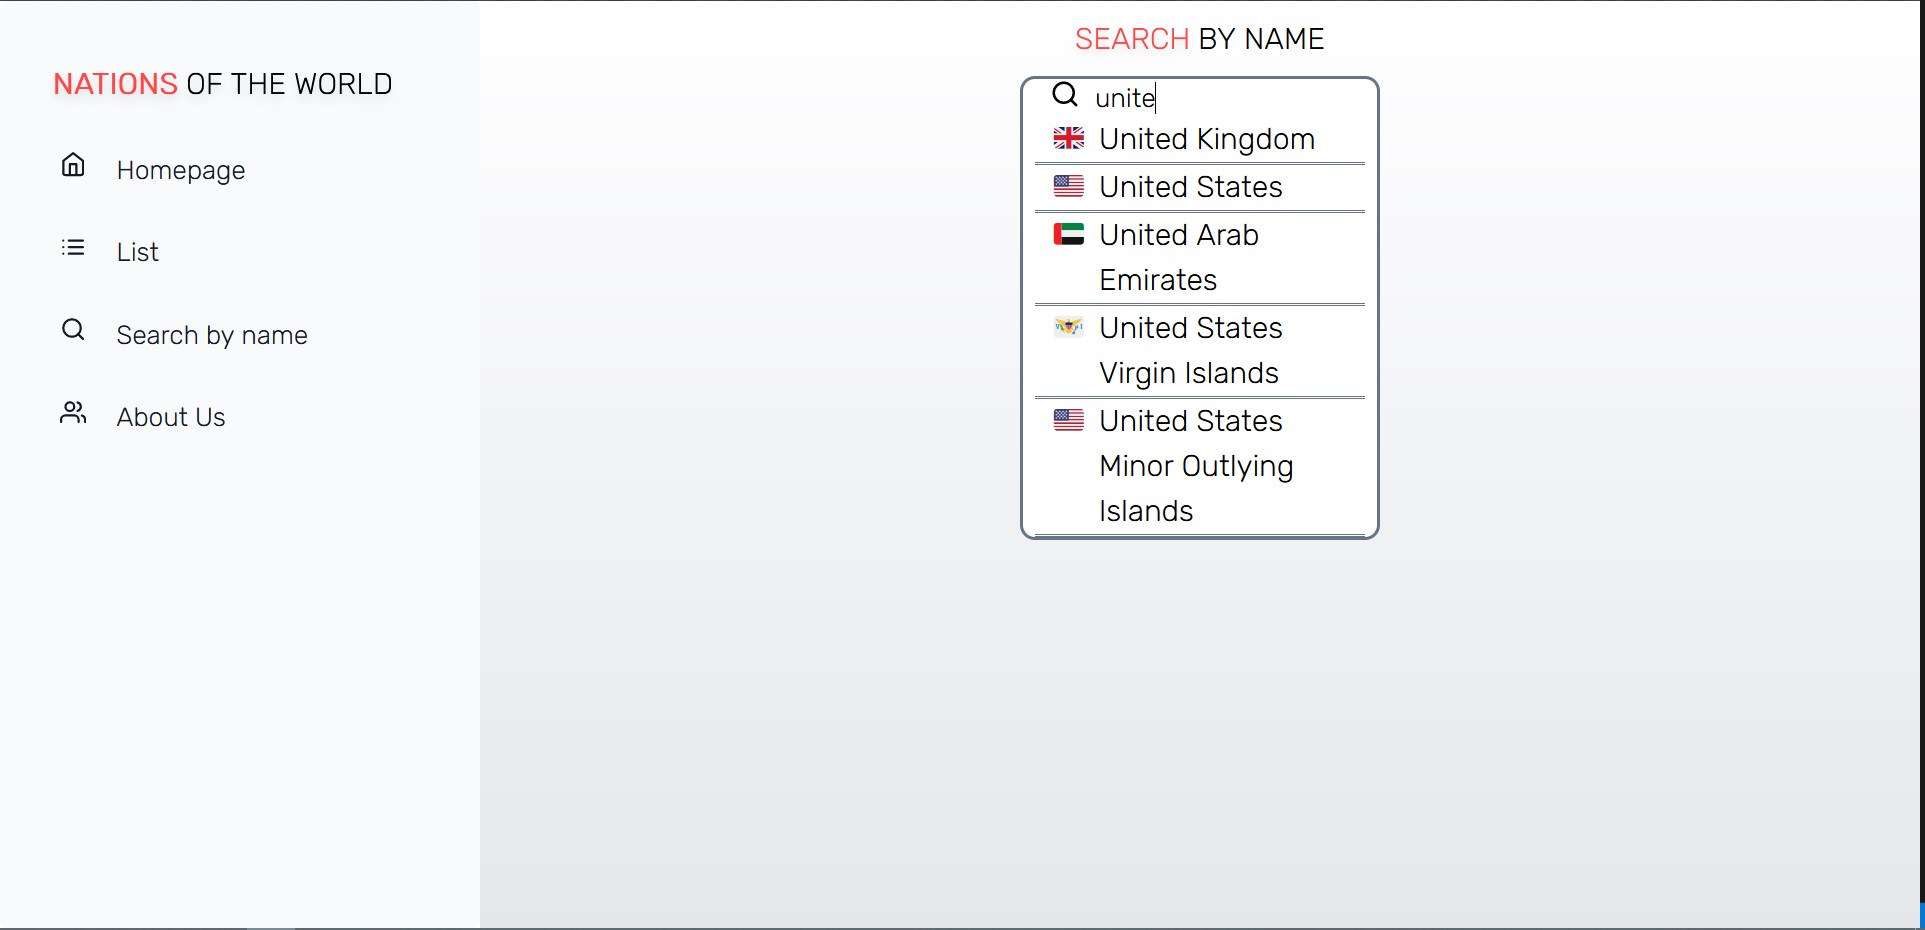 NATIONS OF THE WORLD
Homepage
List
Search by name
About Us
SEARCH BY NAME
unite
United Kingdom
United States
United Arab
Emirates
United States
Virgin Islands
United States
Minor Outlying
Islands